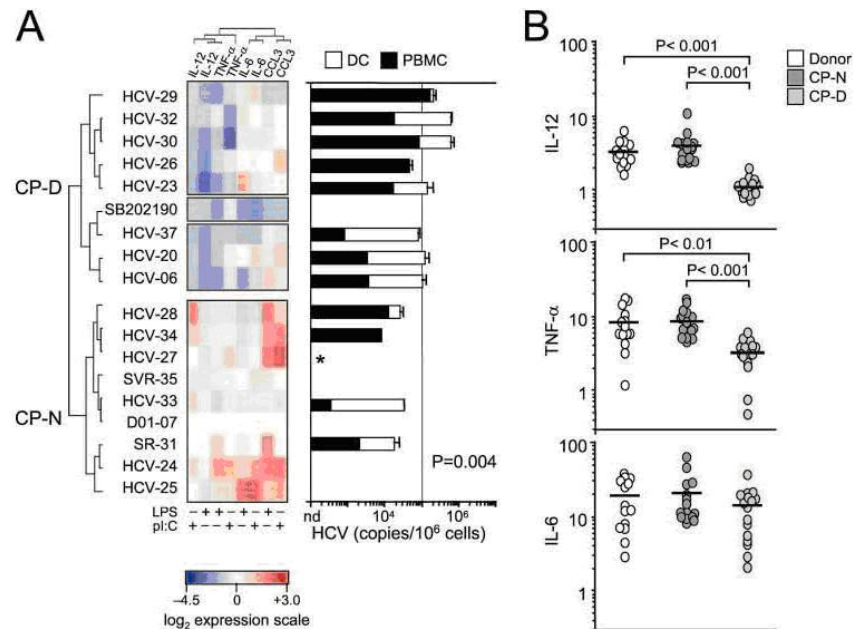 A
IL-12
IL-12
TNF-α
TNF-α
IL-6
IL-6
CCL3
CCL3
DC PBMC
CP-D
HCV-29
HCV-32
HCV-30
HCV-26
HCV-23
SB202190
HCV-37
HCV-20
HCV-06
CP-N
HCV-28
HCV-34
HCV-27
*
SVR-35
HCV-33
D01-07
SR-31
HCV-24
HCV-25
P=0.004
LPS − + + − − + + −
pI:C − − − + − − − +
nd 10⁴ 10⁶
HCV (copies/10⁶ cells)
−4.5 0 +3.0
log₂ expression scale
B
Donor
CP-N
CP-D
IL-12
100
10
1
P< 0.001
P< 0.001
TNF-α
100
10
1
P< 0.01
P< 0.001
IL-6
100
10
1